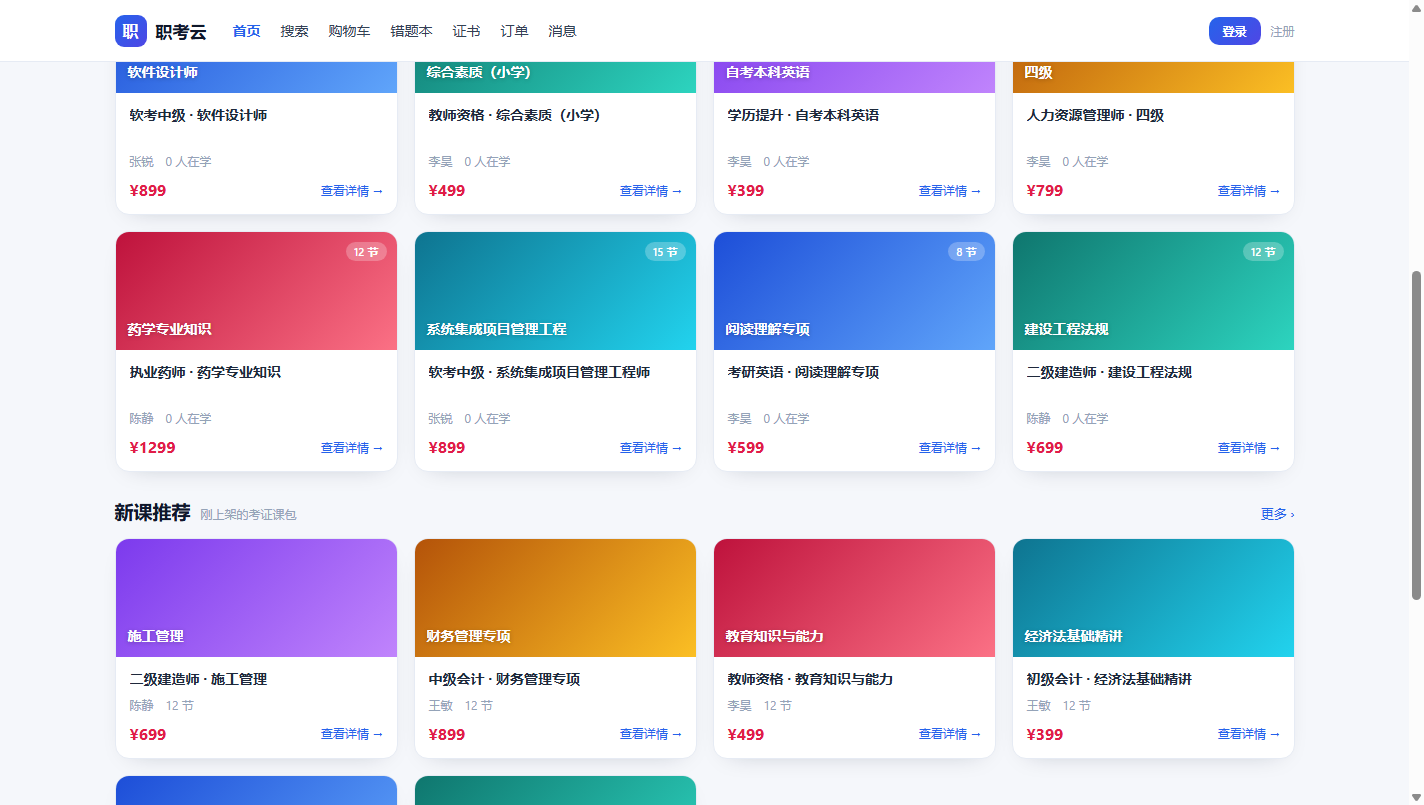 职 职考云 首页 搜索 购物车 错题本 证书 订单 消息 登录 注册
软件设计师 综合素质（小学） 自考本科英语 四级
软考中级 · 软件设计师 教师资格 · 综合素质（小学） 学历提升 · 自考本科英语 人力资源管理师 · 四级
张锐 0 人在学 李昊 0 人在学 李昊 0 人在学 李昊 0 人在学
¥899 查看详情 → ¥499 查看详情 → ¥399 查看详情 → ¥799 查看详情 →
12 节 15 节 8 节 12 节
药学专业知识 系统集成项目管理工程 阅读理解专项 建设工程法规
执业药师 · 药学专业知识 软考中级 · 系统集成项目管理工程师 考研英语 · 阅读理解专项 二级建造师 · 建设工程法规
陈静 0 人在学 张锐 0 人在学 李昊 0 人在学 陈静 0 人在学
¥1299 查看详情 → ¥899 查看详情 → ¥599 查看详情 → ¥699 查看详情 →
新课推荐 刚上架的考证课包 更多 ›
施工管理 财务管理专项 教育知识与能力 经济法基础精讲
二级建造师 · 施工管理 中级会计 · 财务管理专项 教师资格 · 教育知识与能力 初级会计 · 经济法基础精讲
陈静 12 节 王敏 12 节 李昊 12 节 王敏 12 节
¥699 查看详情 → ¥899 查看详情 → ¥499 查看详情 → ¥399 查看详情 →